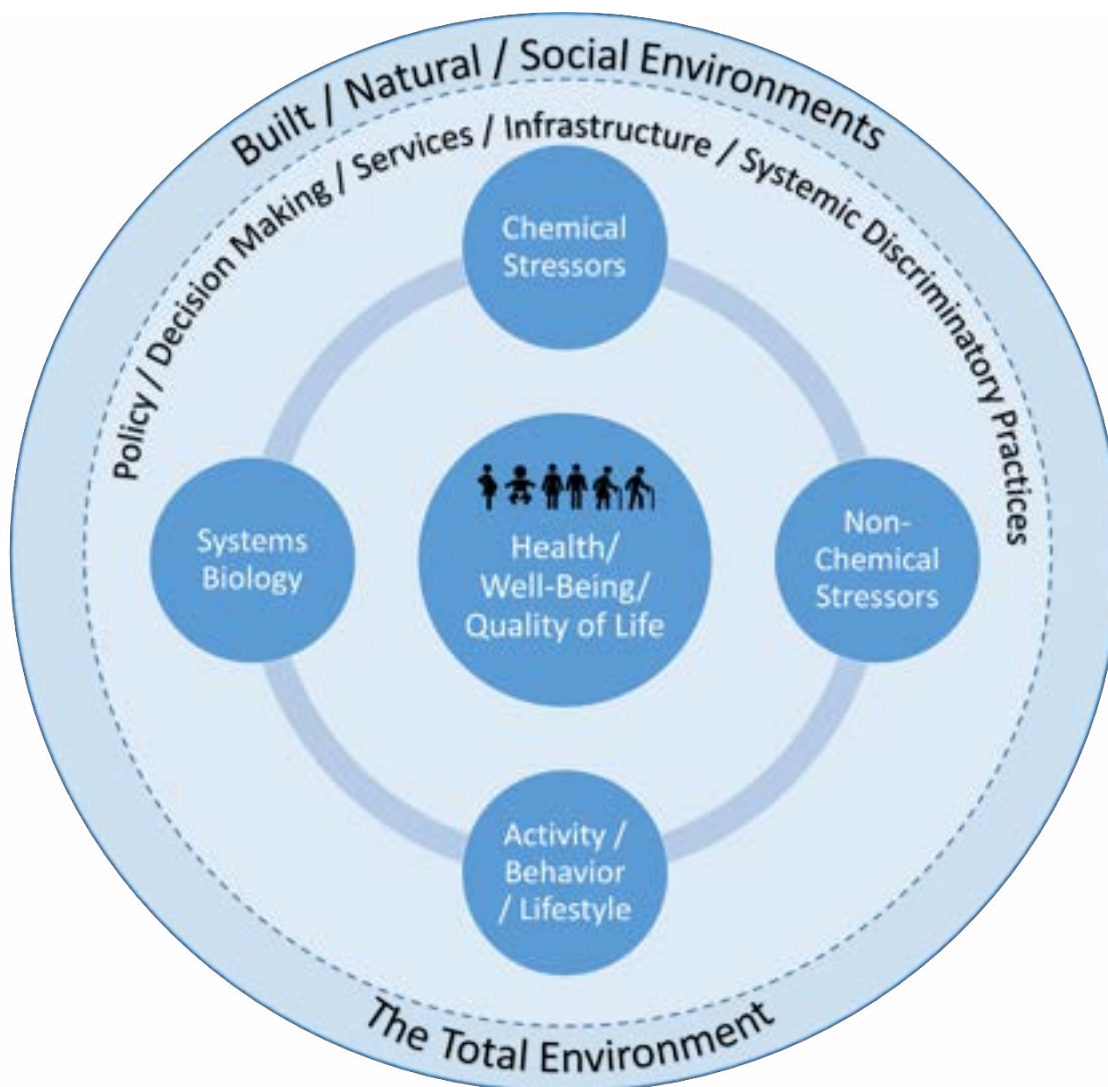 Built / Natural / Social Environments
Policy / Decision Making / Services / Infrastructure / Systemic Discriminatory Practices
Chemical
Stressors
Systems
Biology
Health/
Well-Being/
Quality of Life
Non-
Chemical
Stressors
Activity /
Behavior
/ Lifestyle
The Total Environment